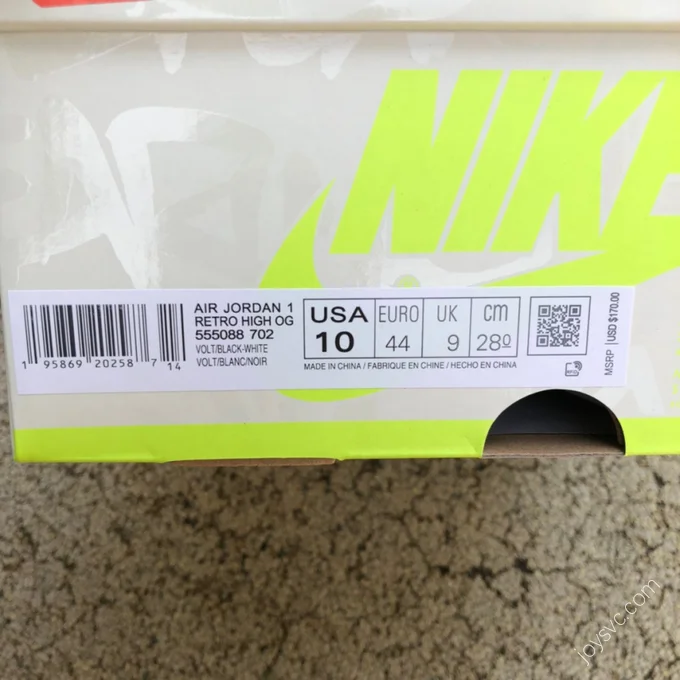 NIKE
AIR JORDAN 1
RETRO HIGH OG
555088 702
VOLT/BLACK-WHITE
VOLT/BLANC/NOIR
1 95869 20258 7 14
USA
10
EURO
44
UK
9
cm
28º
MADE IN CHINA / FABRIQUE EN CHINE / HECHO EN CHINA
MSRP | USD $170.00
joysvc.com